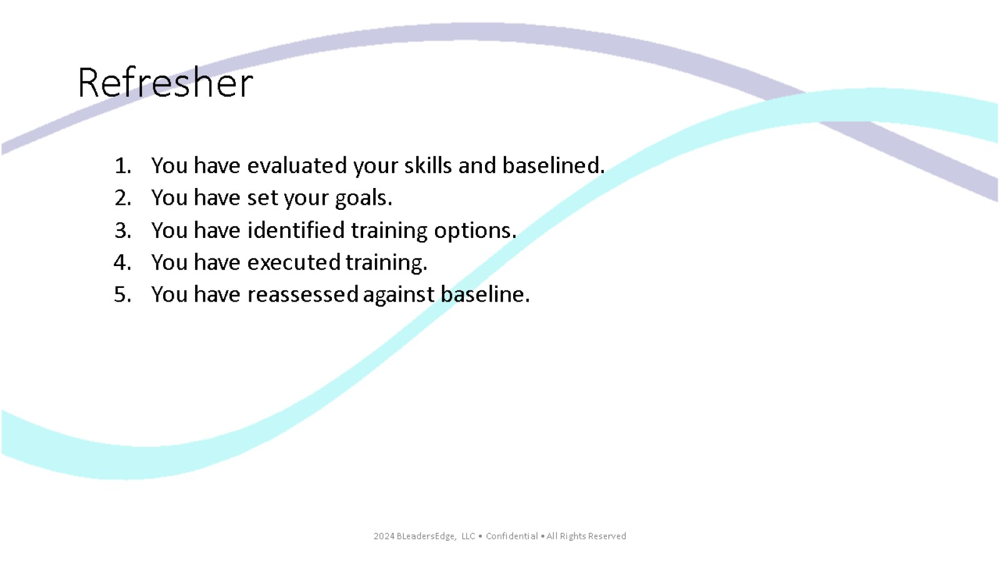 Refresher
1. You have evaluated your skills and baselined.
2. You have set your goals.
3. You have identified training options.
4. You have executed training.
5. You have reassessed against baseline.
2024 BLeadersEdge, LLC • Confidential • All Rights Reserved